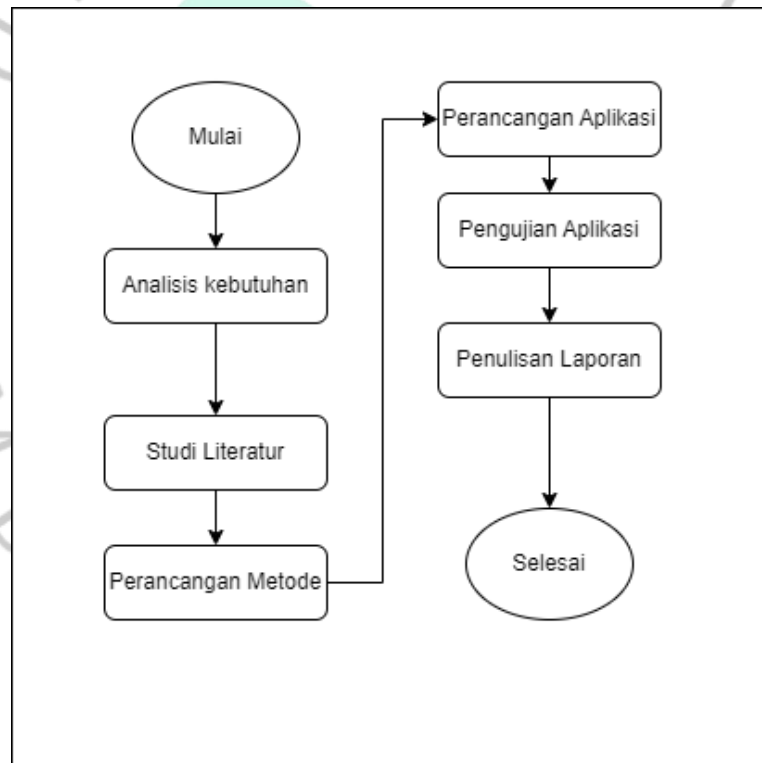 Mulai
Analisis kebutuhan
Studi Literatur
Perancangan Metode
Perancangan Aplikasi
Pengujian Aplikasi
Penulisan Laporan
Selesai